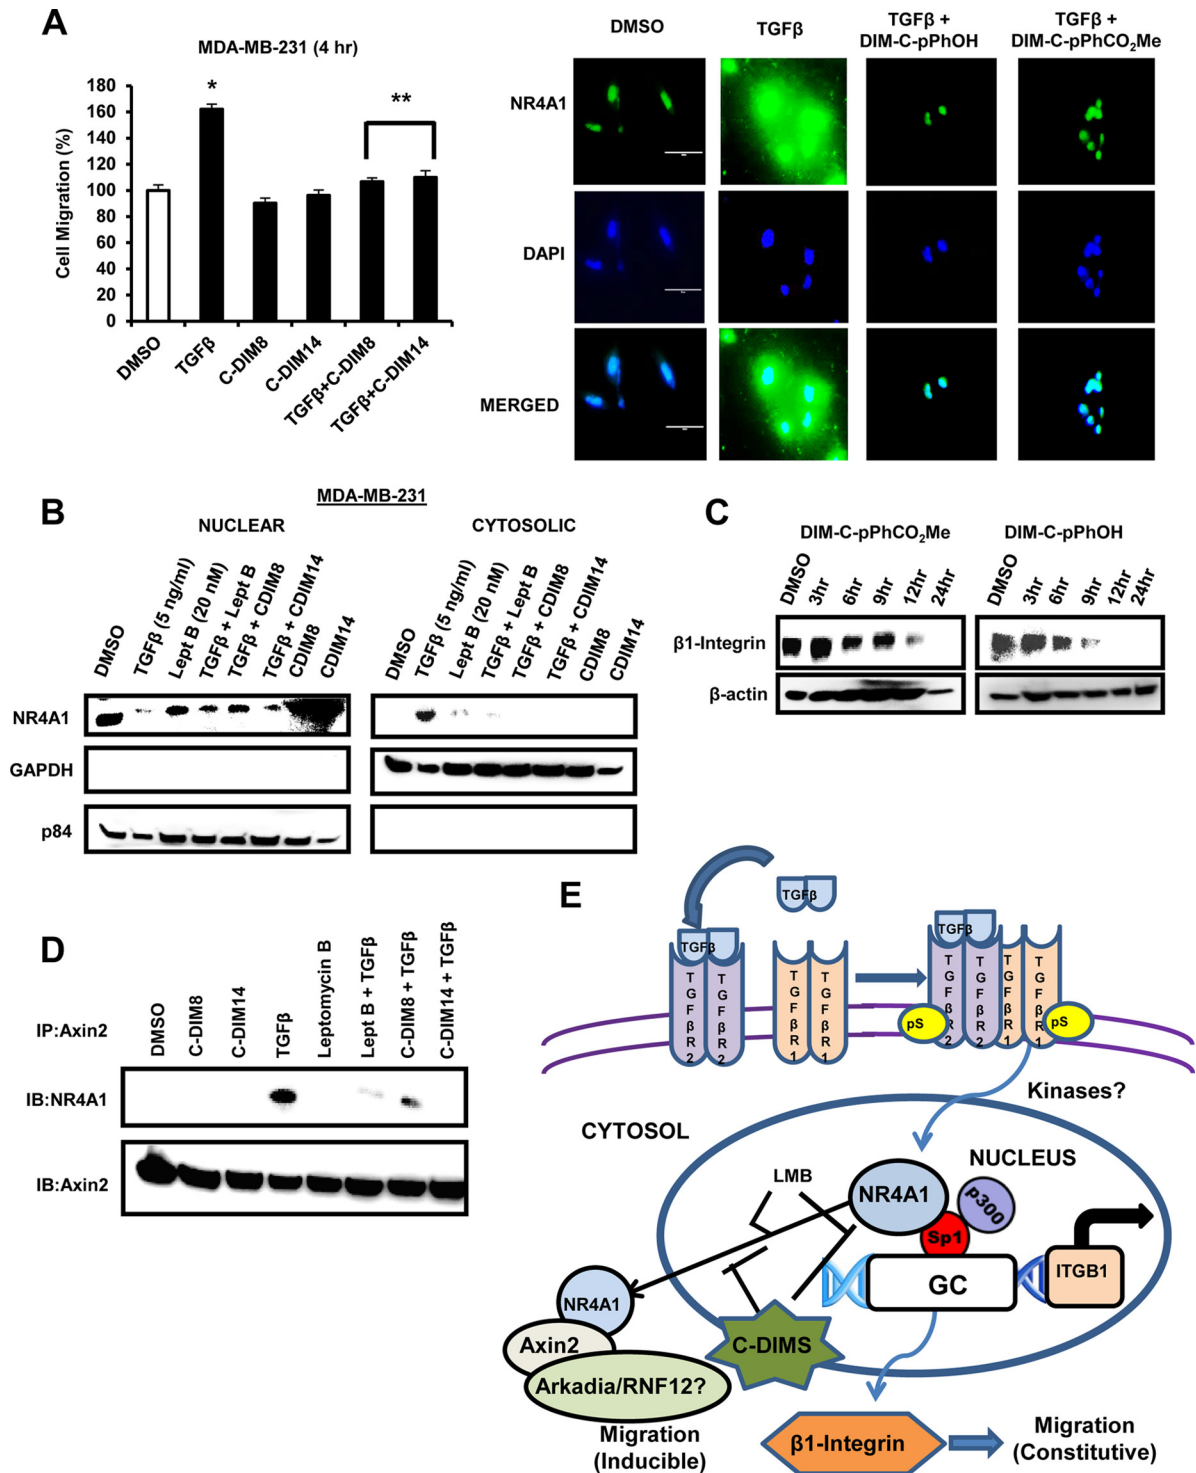 A
MDA-MB-231 (4 hr)
Cell Migration (%)
180
160
140
120
100
80
60
40
20
0
*
**
DMSO
TGFβ
C-DIM8
C-DIM14
TGFβ+C-DIM8
TGFβ+C-DIM14
DMSO
TGFβ
TGFβ +
DIM-C-pPhOH
TGFβ +
DIM-C-pPhCO₂Me
NR4A1
DAPI
MERGED
B
MDA-MB-231
NUCLEAR
CYTOSOLIC
DMSO
TGFβ (5 ng/ml)
Lept B (20 nM)
TGFβ + Lept B
TGFβ + CDIM8
TGFβ + CDIM14
CDIM8
CDIM14
DMSO
TGFβ (5 ng/ml)
Lept B (20 nM)
TGFβ + Lept B
TGFβ + CDIM8
TGFβ + CDIM14
CDIM8
CDIM14
NR4A1
GAPDH
p84
C
DIM-C-pPhCO₂Me
DIM-C-pPhOH
DMSO
3hr
6hr
9hr
12hr
24hr
DMSO
3hr
6hr
9hr
12hr
24hr
β1-Integrin
β-actin
D
IP:Axin2
DMSO
C-DIM8
C-DIM14
TGFβ
Leptomycin B
Lept B + TGFβ
C-DIM8 + TGFβ
C-DIM14 + TGFβ
IB:NR4A1
IB:Axin2
E
TGFβ
TGFβ
TGFβ
TGFβR2
TGFβR2
TGFβR1
TGFβR1
TGFβR2
TGFβR2
TGFβR1
TGFβR1
pS
pS
Kinases?
CYTOSOL
NUCLEUS
LMB
NR4A1
p300
Sp1
GC
ITGB1
NR4A1
Axin2
Arkadia/RNF12?
C-DIMS
Migration
(Inducible)
β1-Integrin
Migration
(Constitutive)